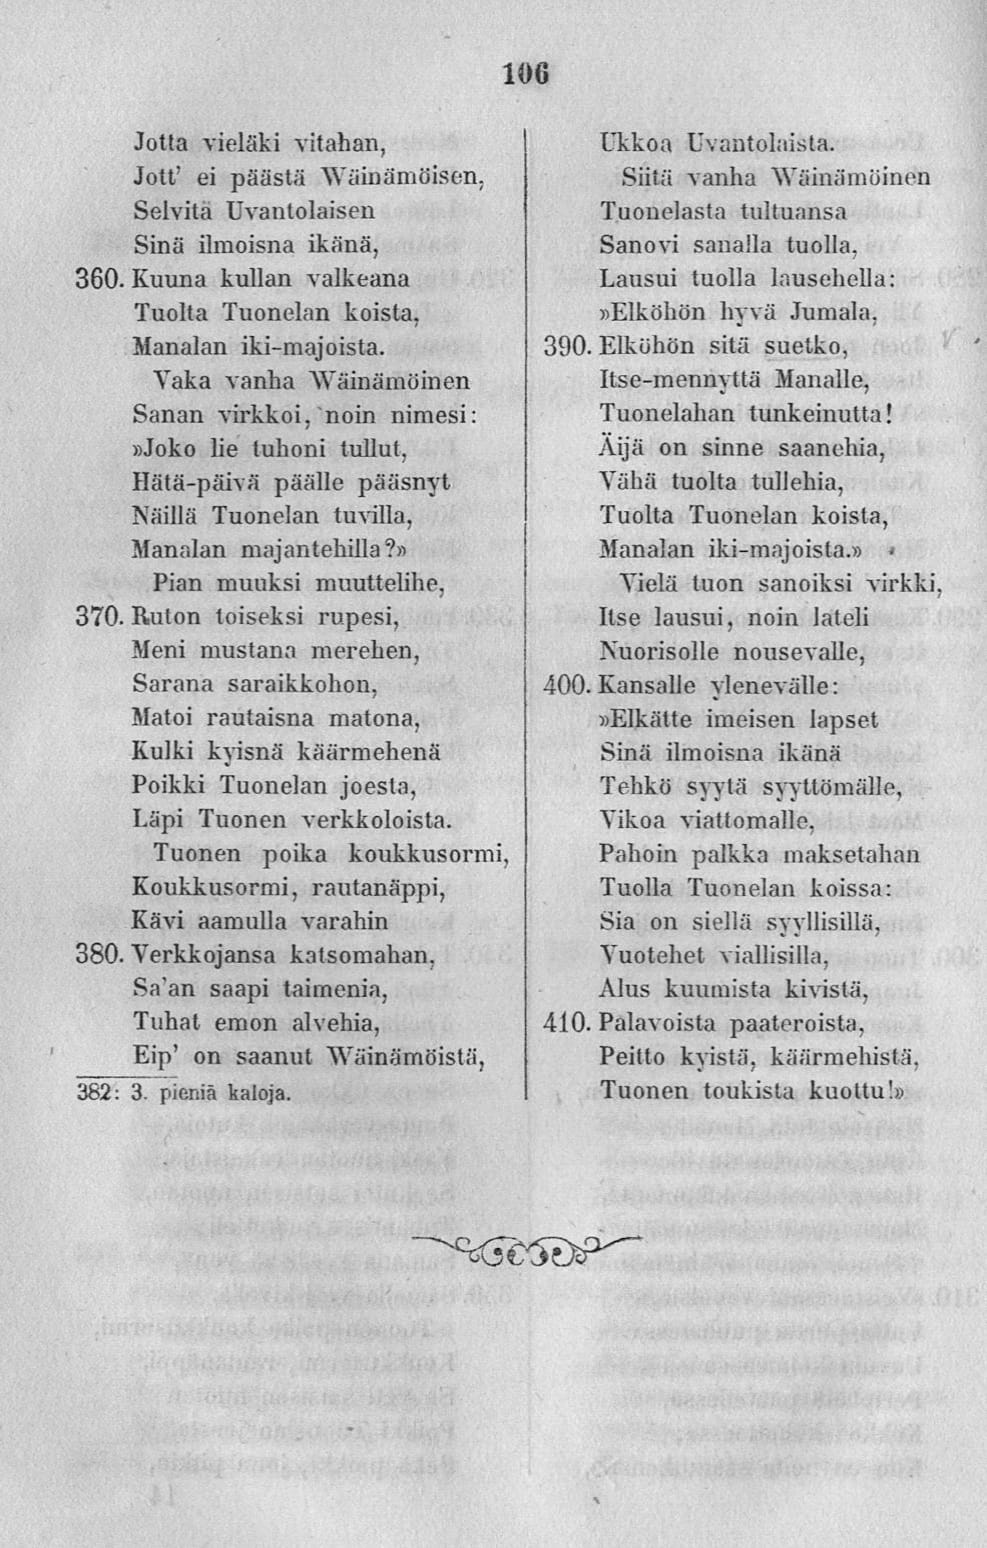 106
Jotta vieläki vitahan,
Jott' ei päästä Wäinämöisen,
Selvitä Uvantolaisen
Sinä ilmoisna ikänä,
360. Kuuna kullan valkeana
Tuolta Tuonelan koista,
Manalan iki-majoista.
Vaka vanha Wäinämöinen
Sanan virkkoi, noin nimesi:
»Joko lie tuhoni tullut,
Hätä-päivä päälle pääsnyt
Näillä Tuonelan tuvilla,
Manalan majantehilla?»
Pian muuksi muuttelihe,
370. Ruton toiseksi rupesi,
Meni mustana merehen,
Sarana saraikkohon,
Matoi rautaisna matona,
Kulki kyisnä käärmehenä
Poikki Tuonelan joesta,
Läpi Tuonen verkkoloista.
Tuonen poika koukkusormi,
Koukkusormi, rautanäppi,
Kävi aamulla varahin
380. Verkkojansa katsomahan,
Sa'an saapi taimenia,
Tuhat emon alvehia,
Eip' on saanut Wäinämöistä,
382: 3. pieniä kaloja.
Ukkoa Uvantolaista.
Siitä vanha Wäinämöinen
Tuonelasta tultuansa
Sanovi sanalla tuolla,
Lausui tuolla lausehella:
»Elköhön hyvä Jumala,
390. Elköhön sitä suetko,
Itse-mennyttä Manalle,
Tuonelahan tunkeinutta!
Äijä on sinne saanehia,
Vähä tuolta tullehia,
Tuolta Tuonelan koista,
Manalan iki-majoista.»
Vielä tuon sanoiksi virkki,
Itse lausui, noin lateli
Nuorisolle nousevalle,
400. Kansalle ylenevälle:
»Elkätte imeisen lapset
Sinä ilmoisna ikänä
Tehkö syytä syyttömälle,
Vikoa viattomalle,
Pahoin palkka maksetahan
Tuolla Tuonelan koissa:
Sia on siellä syyllisillä,
Vuotehet viallisilla,
Alus kuumista kivistä,
410. Palavoista paateroista,
Peitto kyistä, käärmehistä,
Tuonen toukista kuottu!»